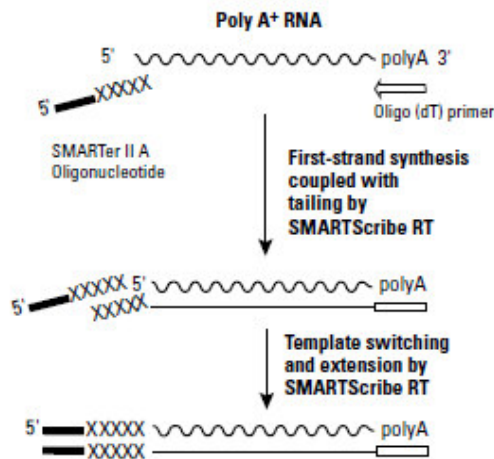 Poly A+ RNA
5' polyA 3'
5' XXXXX
Oligo (dT) primer
SMARTer II A
Oligonucleotide
First-strand synthesis
coupled with
tailing by
SMARTScribe RT
5' XXXXX 5' polyA
XXXXX
Template switching
and extension by
SMARTScribe RT
5' XXXXX polyA
XXXXX